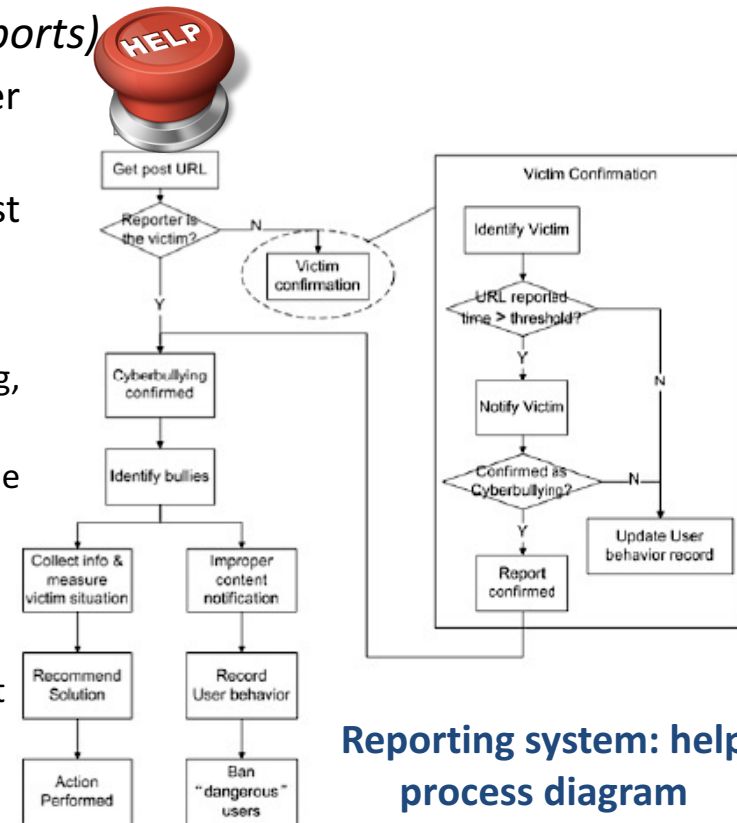 ports)
HELP
er
Get post URL
st
Reporter is
the victim?
N
Victim
confirmation
Y
g,
Cyberbullying
confirmed
e
Identify bullies
Collect info &
measure
victim situation
Improper
content
notification
t
Recommend
Solution
Record
User behavior
Action
Performed
Ban
"dangerous"
users
Victim Confirmation
Identify Victim
URL reported
time > threshold?
Y
N
Notify Victim
Confirmed as
Cyberbullying?
N
Y
Update User
behavior record
Report
confirmed
Reporting system: help
process diagram